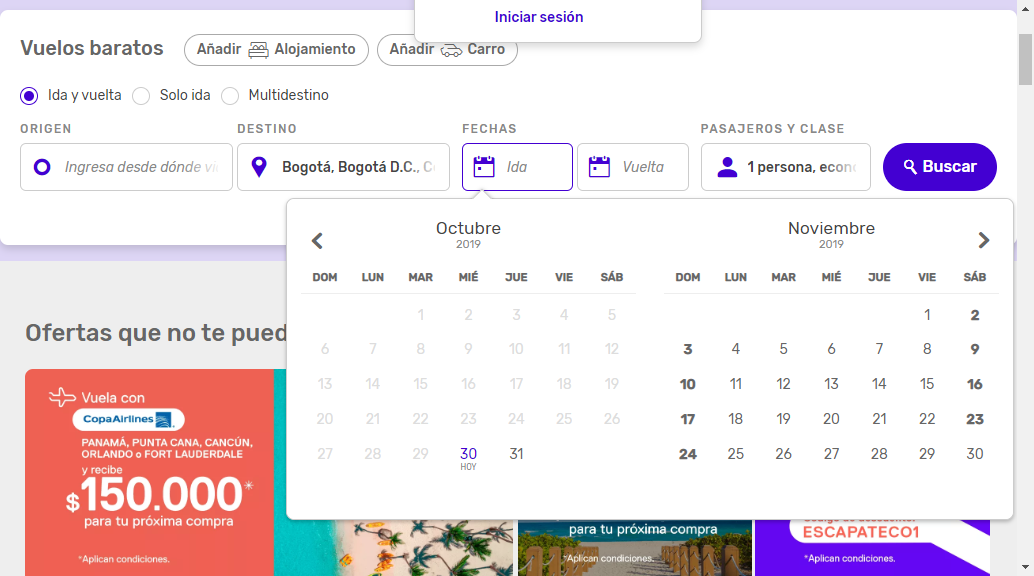 Iniciar sesión
Vuelos baratos
Añadir Alojamiento
Añadir Carro
Ida y vuelta
Solo ida
Multidestino
ORIGEN
DESTINO
FECHAS
PASAJEROS Y CLASE
Ingresa desde dónde
Bogotá, Bogotá D.C.,
Ida
Vuelta
1 persona,
Buscar
Octubre
2019
Noviembre
2019
DOM LUN MAR MIÉ JUE VIE SÁB
1 2 3 4 5
6 7 8 9 10 11 12
13 14 15 16 17 18 19
20 21 22 23 24 25 26
27 28 29 30 31
HOY
DOM LUN MAR MIÉ JUE VIE SÁB
1 2
3 4 5 6 7 8 9
10 11 12 13 14 15 16
17 18 19 20 21 22 23
24 25 26 27 28 29 30
Ofertas que no te pued
Vuela con
CopaAirlines
PANAMÁ, PUNTA CANA, CANCÚN,
ORLANDO o FORT LAUDERDALE
y recibe
$150.000*
para tu próxima compra
*Aplican condiciones.
para tu próxima compra
*Aplican condiciones.
ESCAPATECO1
*Aplican condiciones.